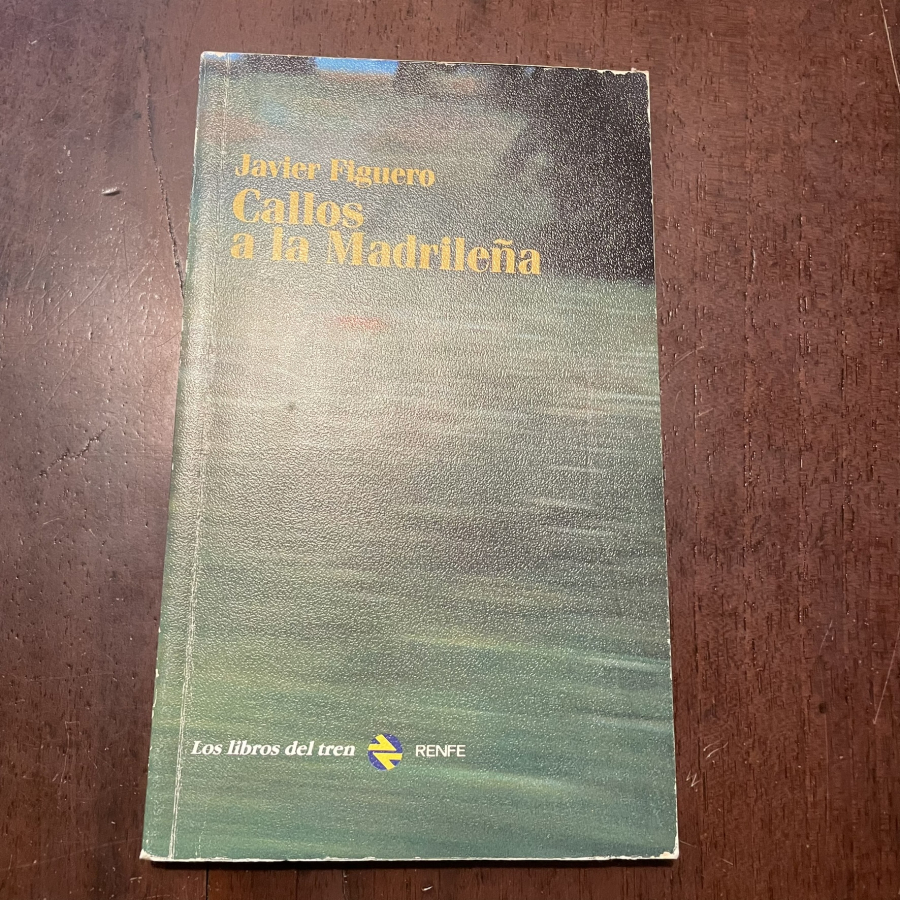 Javier Figuero
Callos
a la Madrileña
Los libros del tren RENFE